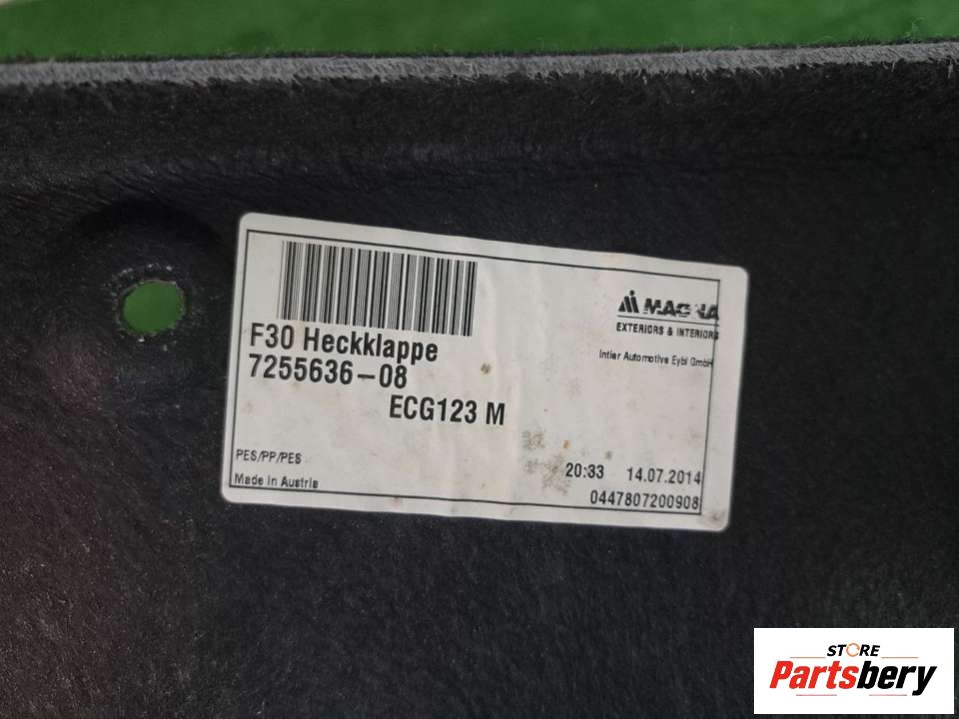 MAGNA
EXTERIORS & INTERIORS
Intier Automotive Eybl GmbH
F30 Heckklappe
7255636-08
ECG123 M
PES/PP/PES
Made in Austria
20:33 14.07.2014
0447807200908
STORE
Partsbery